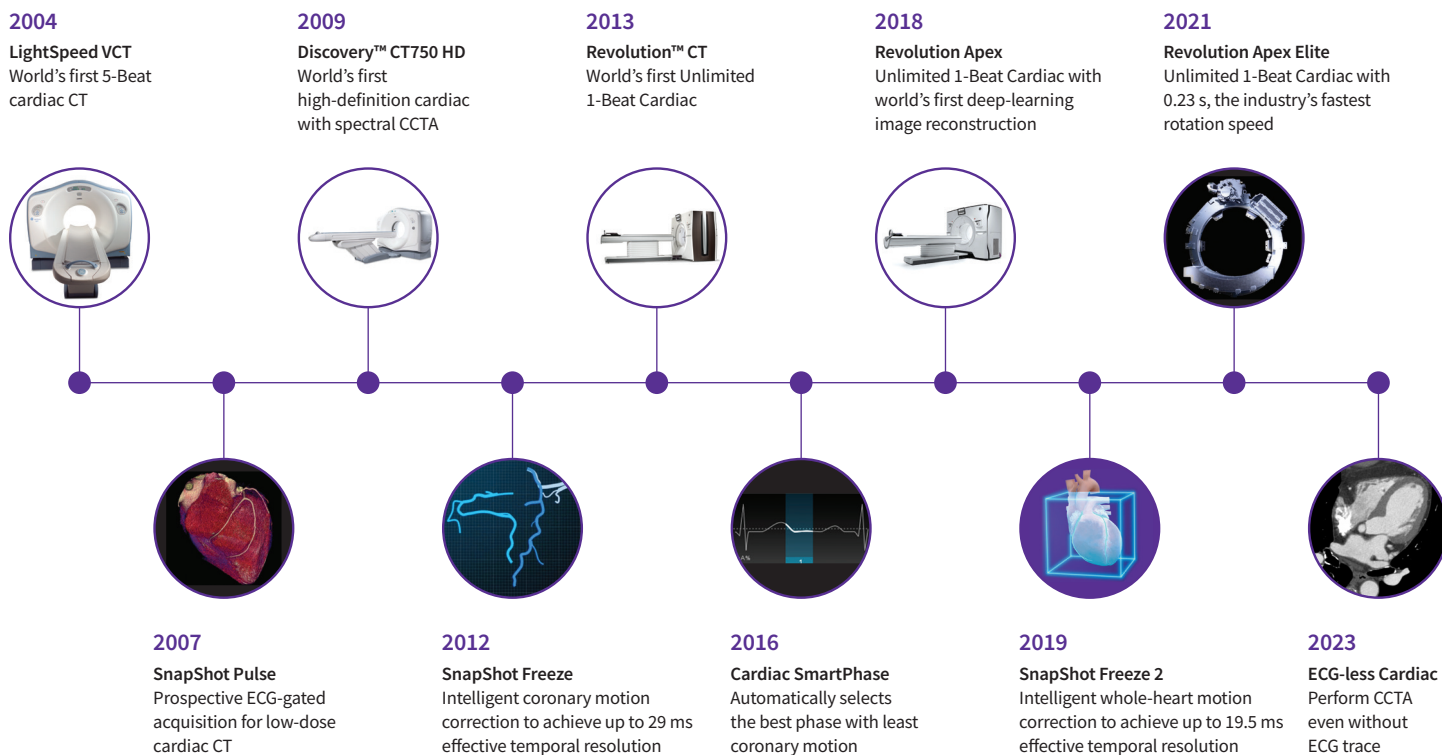 2004
LightSpeed VCT
World's first 5-Beat
cardiac CT
2009
Discovery™ CT750 HD
World's first
high-definition cardiac
with spectral CCTA
2013
Revolution™ CT
World's first Unlimited
1-Beat Cardiac
2018
Revolution Apex
Unlimited 1-Beat Cardiac with
world's first deep-learning
image reconstruction
2021
Revolution Apex Elite
Unlimited 1-Beat Cardiac with
0.23 s, the industry's fastest
rotation speed
1
2007
SnapShot Pulse
Prospective ECG-gated
acquisition for low-dose
cardiac CT
2012
SnapShot Freeze
Intelligent coronary motion
correction to achieve up to 29 ms
effective temporal resolution
2016
Cardiac SmartPhase
Automatically selects
the best phase with least
coronary motion
2019
SnapShot Freeze 2
Intelligent whole-heart motion
correction to achieve up to 19.5 ms
effective temporal resolution
2023
ECG-less Cardiac
Perform CCTA
even without
ECG trace